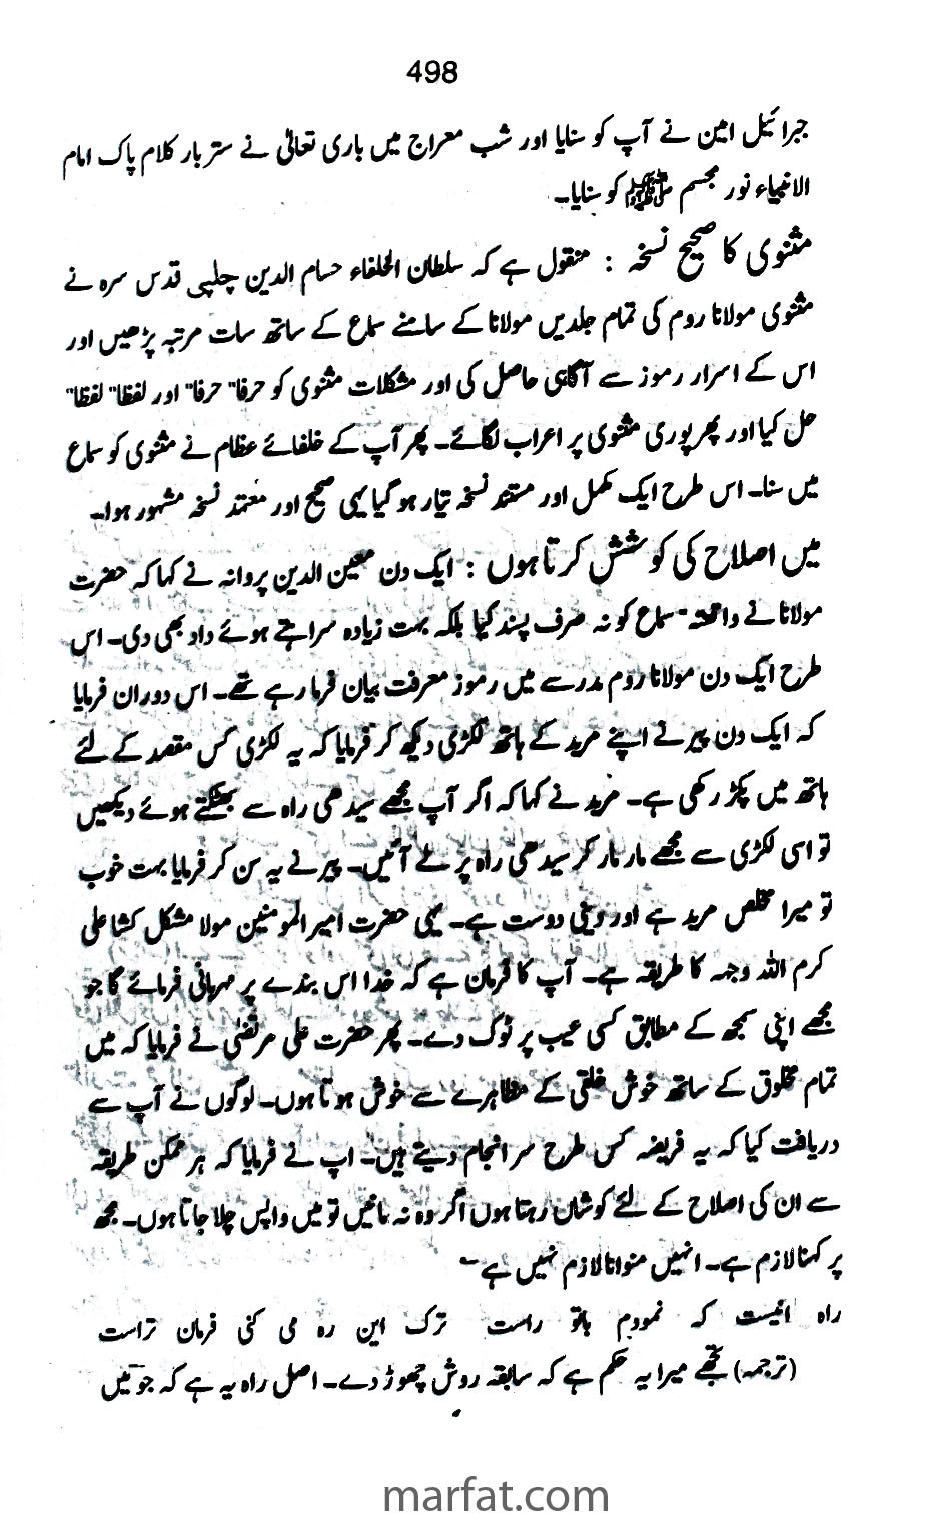 498
جبرائیل امین نے آپ کو سنایا اور شب معراج میں باری تعالیٰ نے ستر بار کلام پاک امام
الانبیاء نور مجسم ﷺ کو سنایا۔
مثنوی کا صحیح نسخہ : منقول ہے کہ سلطان الخلفاء حسام الدین چلپی قدس سرہ نے
مثنوی مولانا روم کی تمام جلدیں مولانا کے سامنے سماع کے ساتھ سات مرتبہ پڑھیں اور
اس کے اسرار رموز سے آگاہی حاصل کی اور مشکلات مثنوی کو حرفا" حرفا" اور لفظا" لفظا"
حل کیا اور پھر پوری مثنوی پر اعراب لگائے۔ پھر آپ کے خلفائے عظام نے مثنوی کو سماع
میں سنا۔ اس طرح ایک مکمل اور مستند نسخہ تیار ہو گیا یہی صحیح اور معتمد نسخہ مشہور ہوا۔
میں اصلاح کی کوشش کرتا ہوں : ایک دن معین الدین پروانہ نے کہا کہ حضرت
مولانا نے سماع کو نہ صرف پسند کیا بلکہ بہت زیادہ سراہتے ہوئے داد بھی دی۔ اس
طرح ایک دن مولانا روم مدرسے میں رموز معرفت بیان فرما رہے تھے۔ اس دوران فرمایا
کہ ایک دن پیر نے اپنے مرید کے ہاتھ لکڑی دیکھ کر فرمایا کہ یہ لکڑی کس مقصد کے لئے
ہاتھ میں پکڑ رکھی ہے۔ مرید نے کہا کہ اگر آپ مجھے سیدھی راہ سے بھٹکتے ہوئے دیکھیں
تو اسی لکڑی سے مجھے مار مار کر سیدھی راہ پر لے آئیں۔ پیر نے یہ سن کر فرمایا بہت خوب
تو میرا مخلص مرید ہے اور دینی دوست ہے۔ یہی حضرت امیر المومنین مولا مشکل کشا علی
کرم اللہ وجہہ کا طریقہ ہے۔ آپ کا فرمان ہے کہ خدا اس بندے پر مہربانی فرمائے گا جو
مجھے اپنی سمجھ کے مطابق کسی عیب پر ٹوک دے۔ پھر حضرت علی مرتضیٰ نے فرمایا کہ میں
تمام مخلوق کے ساتھ خوش خلقی کے مظاہرے سے خوش ہوتا ہوں۔ لوگوں نے آپ سے
دریافت کیا کہ یہ فریضہ کس طرح سر انجام دیتے ہیں۔ اپ نے فرمایا کہ ہر ممکن طریقہ
سے ان کی اصلاح کے لئے کوشاں رہتا ہوں اگر وہ نہ مانیں تو میں واپس چلا جاتا ہوں۔ مجھ
پر کہنا لازم ہے۔ انہیں منوانا لازم نہیں ہے ؎
راہ اینست کہ نمودم باتو راست ترک این رہ می کنی فرمان تراست
(ترجمہ) تجھے میرا یہ حکم ہے کہ سابقہ روش چھوڑ دے۔ اصل راہ یہ ہے کہ جو میں
marfat.com